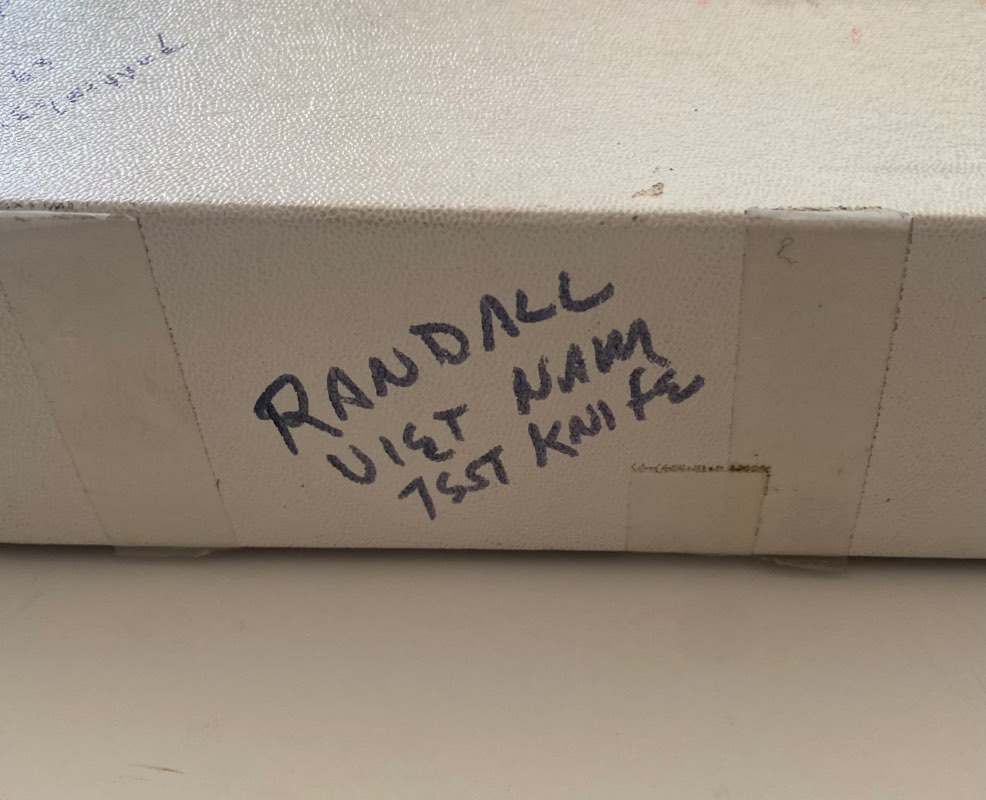 RANDALL
VIET NAM
7SST KNIFE